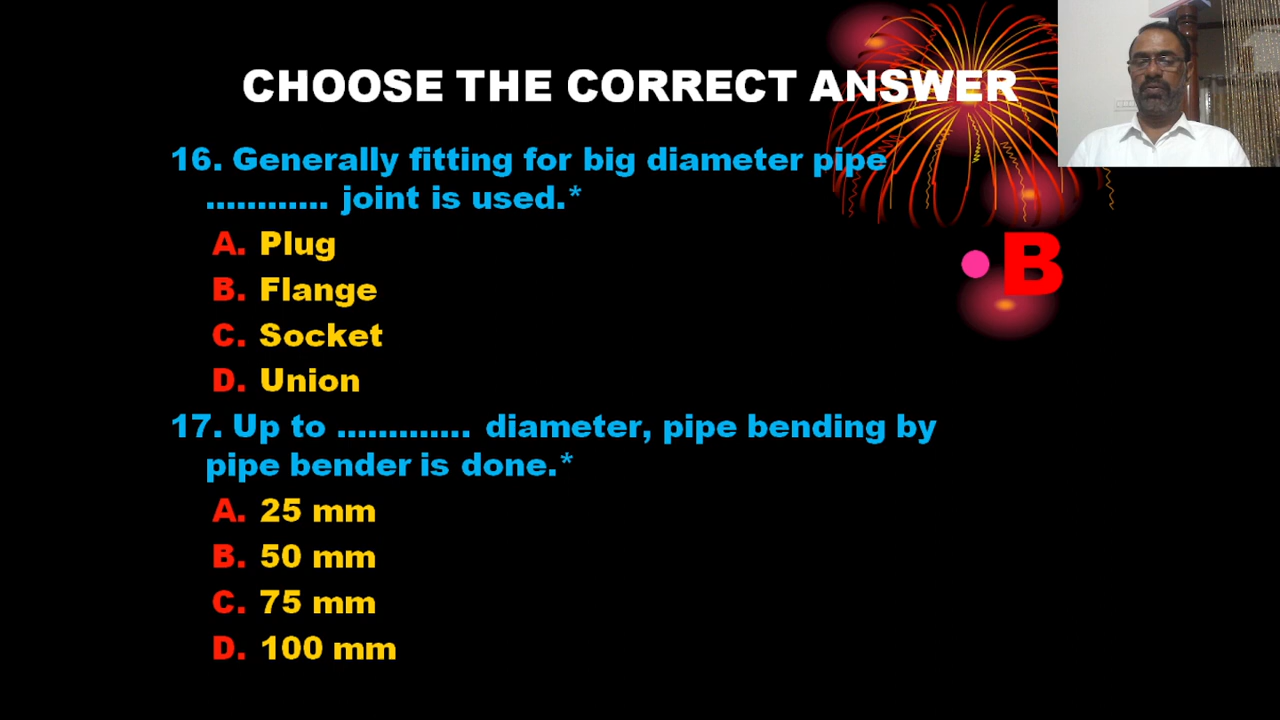 CHOOSE THE CORRECT ANSWER
16. Generally fitting for big diameter pipe
............ joint is used.*
A. Plug
B. Flange
C. Socket
D. Union
• B
17. Up to ............. diameter, pipe bending by
pipe bender is done.*
A. 25 mm
B. 50 mm
C. 75 mm
D. 100 mm